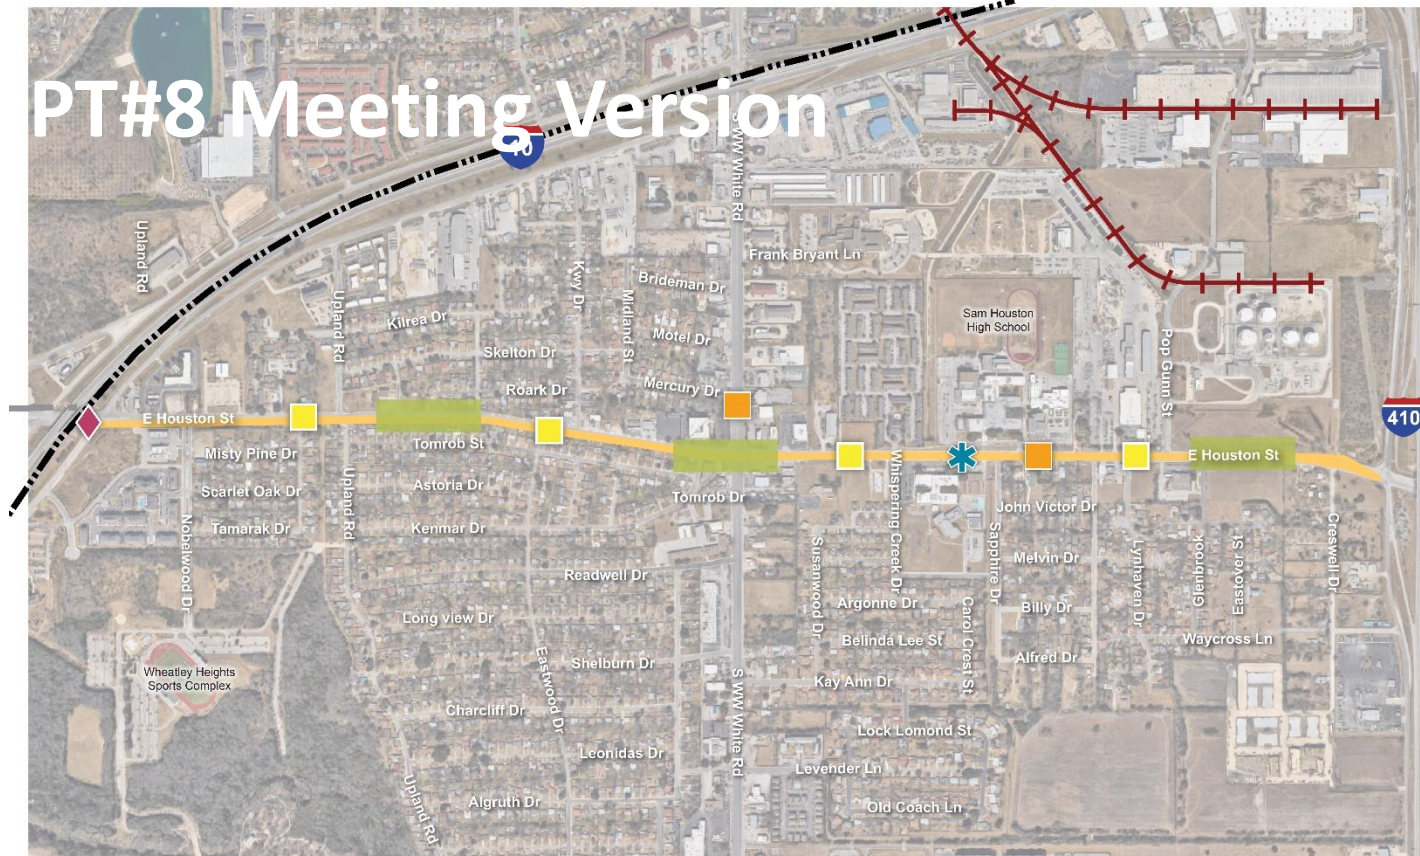 PT#8 Meeting Version
10
S WW White Rd
Upland Rd
Frank Bryant Ln
Kwy Dr
Brideman Dr
Midland St
Upland Rd
Kilrea Dr
Motel Dr
Sam Houston
High School
Skelton Dr
Pop Gunn St
Roark Dr
Mercury Dr
410
E Houston St
Tomrob St
Misty Pine Dr
E Houston St
Scarlet Oak Dr
Astoria Dr
Tomrob Dr
Whispering Creek Dr
Upland Rd
John Victor Dr
Tamarak Dr
Kenmar Dr
Nobelwood Dr
Susanwood Dr
Sapphire Dr
Melvin Dr
Lynhaven Dr
Glenbrook
Eastover St
Creswell Dr
Readwell Dr
Argonne Dr
Billy Dr
Long view Dr
Belinda Lee St
Carol Crest St
Waycross Ln
Shelburn Dr
Alfred Dr
Wheatley Heights
Sports Complex
Eastwood Dr
Kay Ann Dr
S WW White Rd
Charcliff Dr
Lock Lomond St
Leonidas Dr
Levender Ln
Upland Rd
Algruth Dr
Old Coach Ln